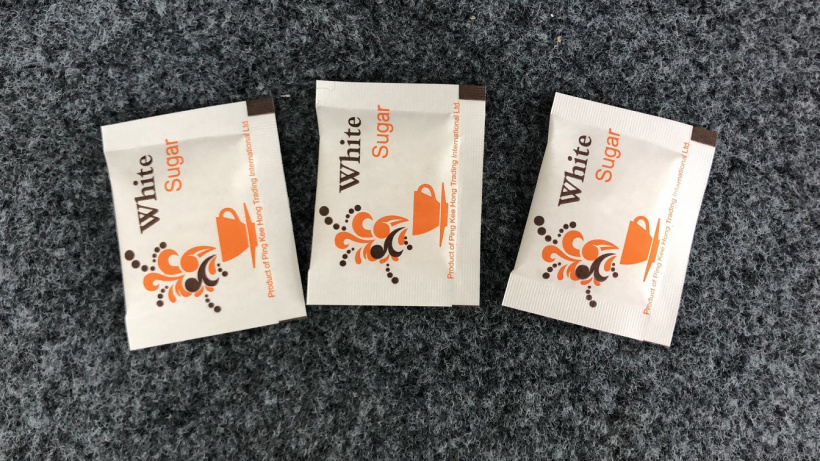 White
Sugar
Product of Ping Kee Hong Trading International Ltd.
White
Sugar
Product of Ping Kee Hong Trading International Ltd.
White
Sugar
Product of Ping Kee Hong Trading International Ltd.